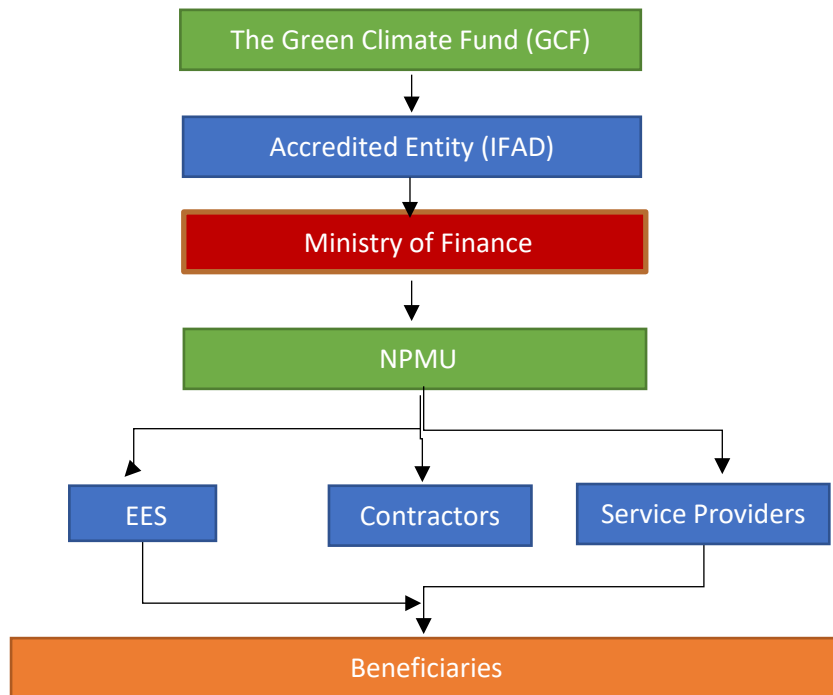 The Green Climate Fund (GCF)
Accredited Entity (IFAD)
Ministry of Finance
NPMU
EES
Contractors
Service Providers
Beneficiaries